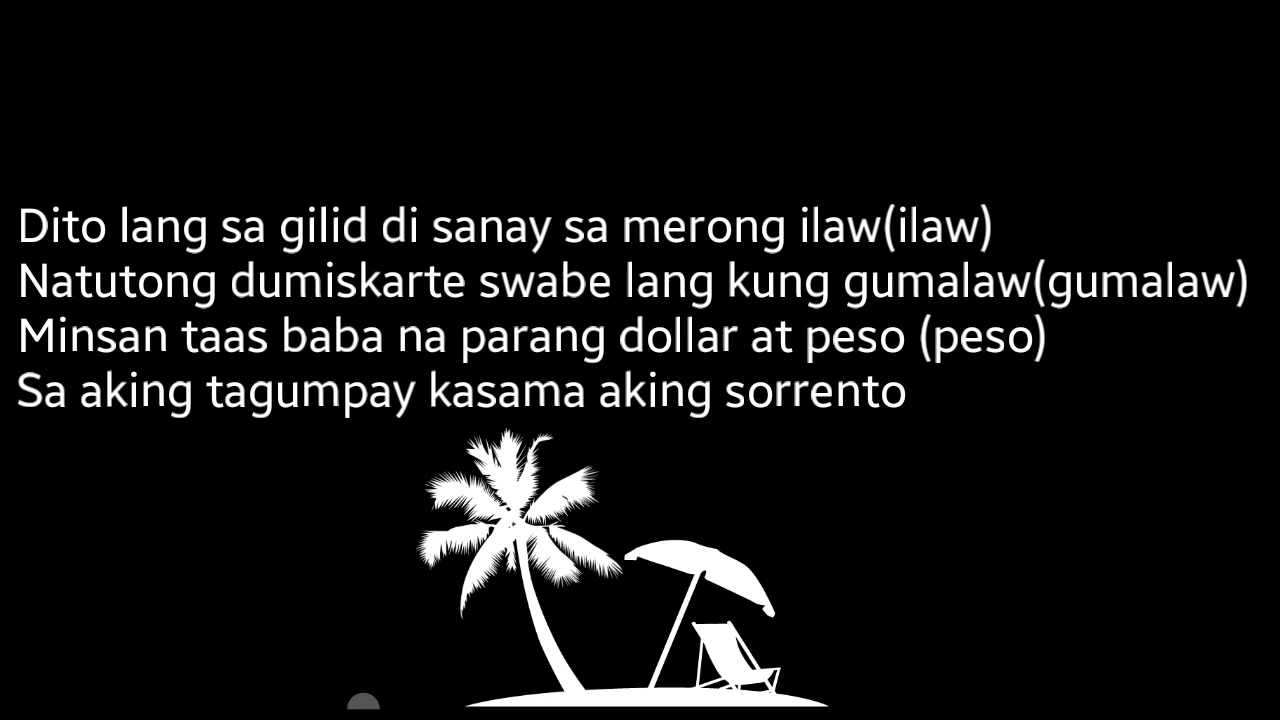 Dito lang sa gilid di sanay sa merong ilaw(ilaw)
Natutong dumiskarte swabe lang kung gumalaw(gumalaw)
Minsan taas baba na parang dollar at peso (peso)
Sa aking tagumpay kasama aking sorrento